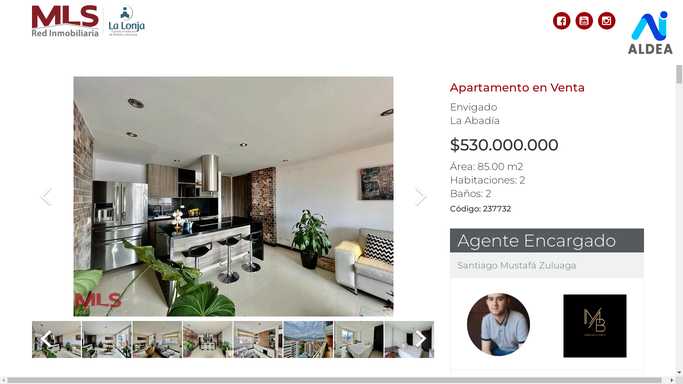 MLS
Red Inmobiliaria
La Lonja
ALDEA
Apartamento en Venta
Envigado
La Abadía
$530.000.000
Área: 85.00 m2
Habitaciones: 2
Baños: 2
Código: 237732
MLS
Agente Encargado
Santiago Mustafá Zuluaga